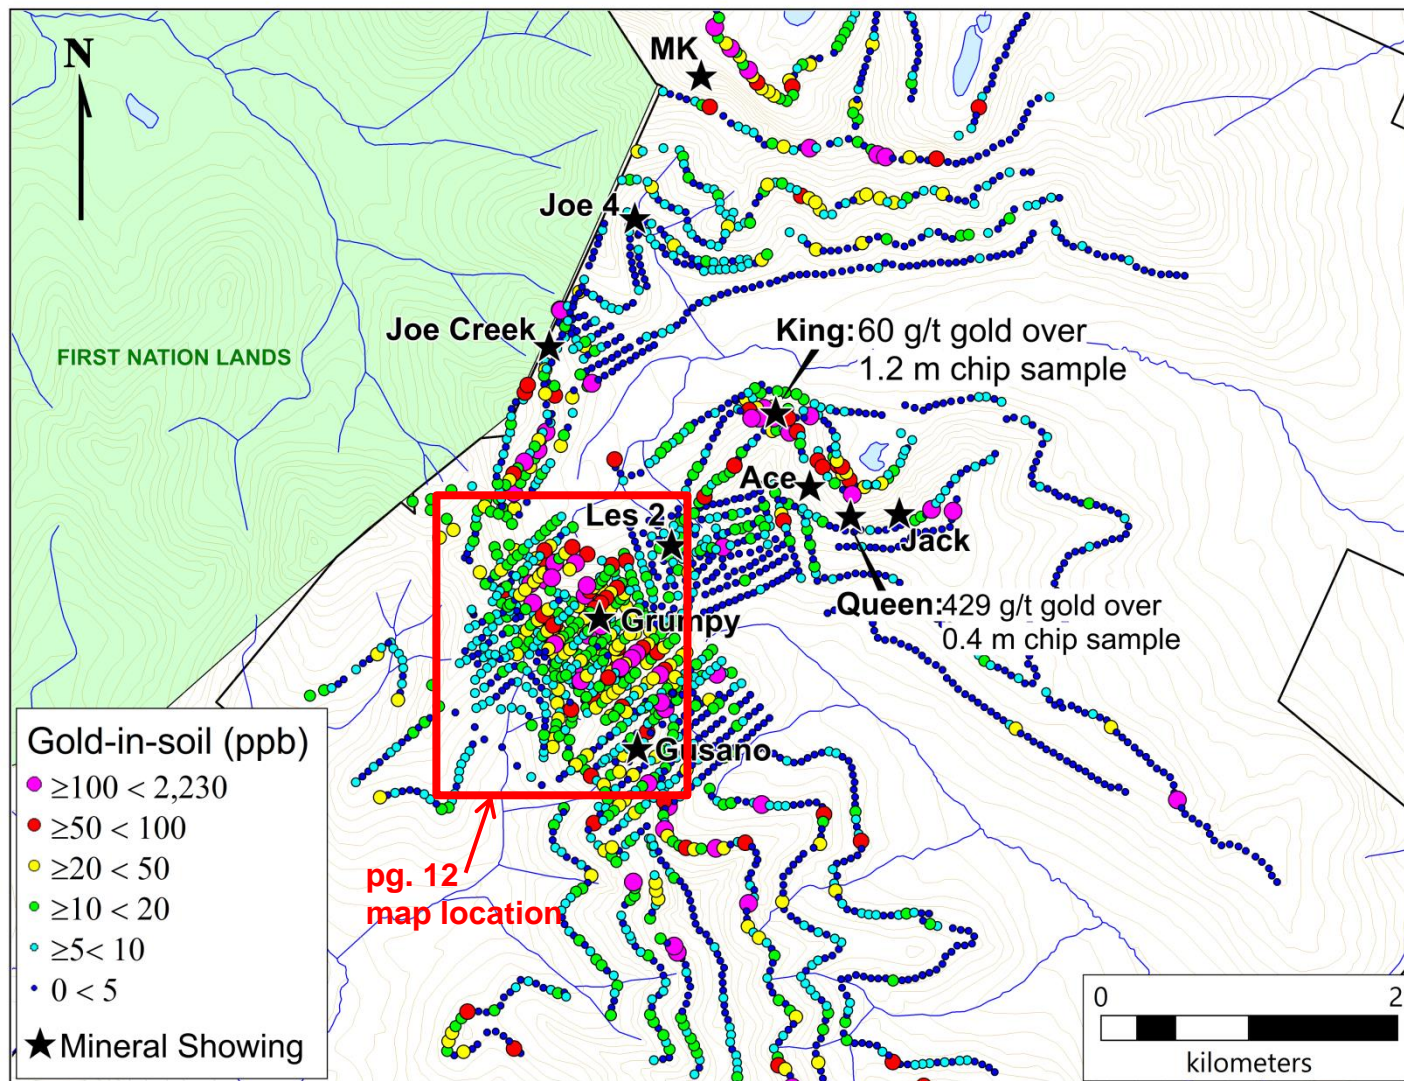 N
MK
Joe 4
Joe Creek
King: 60 g/t gold over
1.2 m chip sample
FIRST NATION LANDS
Ace
Les 2
Jack
Queen: 429 g/t gold over
0.4 m chip sample
Grumpy
Gusano
pg. 12
map location
Gold-in-soil (ppb)
≥100 < 2,230
≥50 < 100
≥20 < 50
≥10 < 20
≥5< 10
0 < 5
Mineral Showing
0 2
kilometers